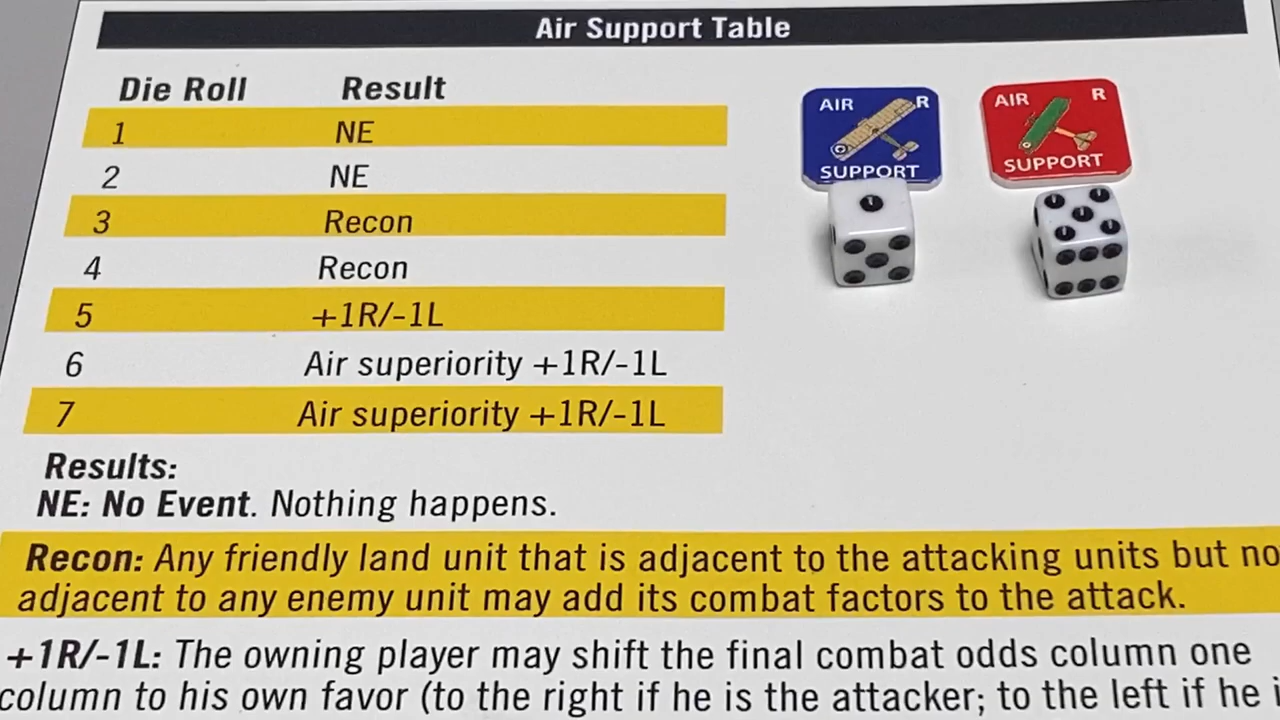 Air Support Table
Die Roll Result
1 NE
2 NE
3 Recon
4 Recon
5 +1R/-1L
6 Air superiority +1R/-1L
7 Air superiority +1R/-1L
AIR R
SUPPORT
AIR R
SUPPORT
Results:
NE: No Event. Nothing happens.
Recon: Any friendly land unit that is adjacent to the attacking units but
adjacent to any enemy unit may add its combat factors to the attack.
+1R/-1L: The owning player may shift the final combat odds column one
column to his own favor (to the right if he is the attacker; to the left if he